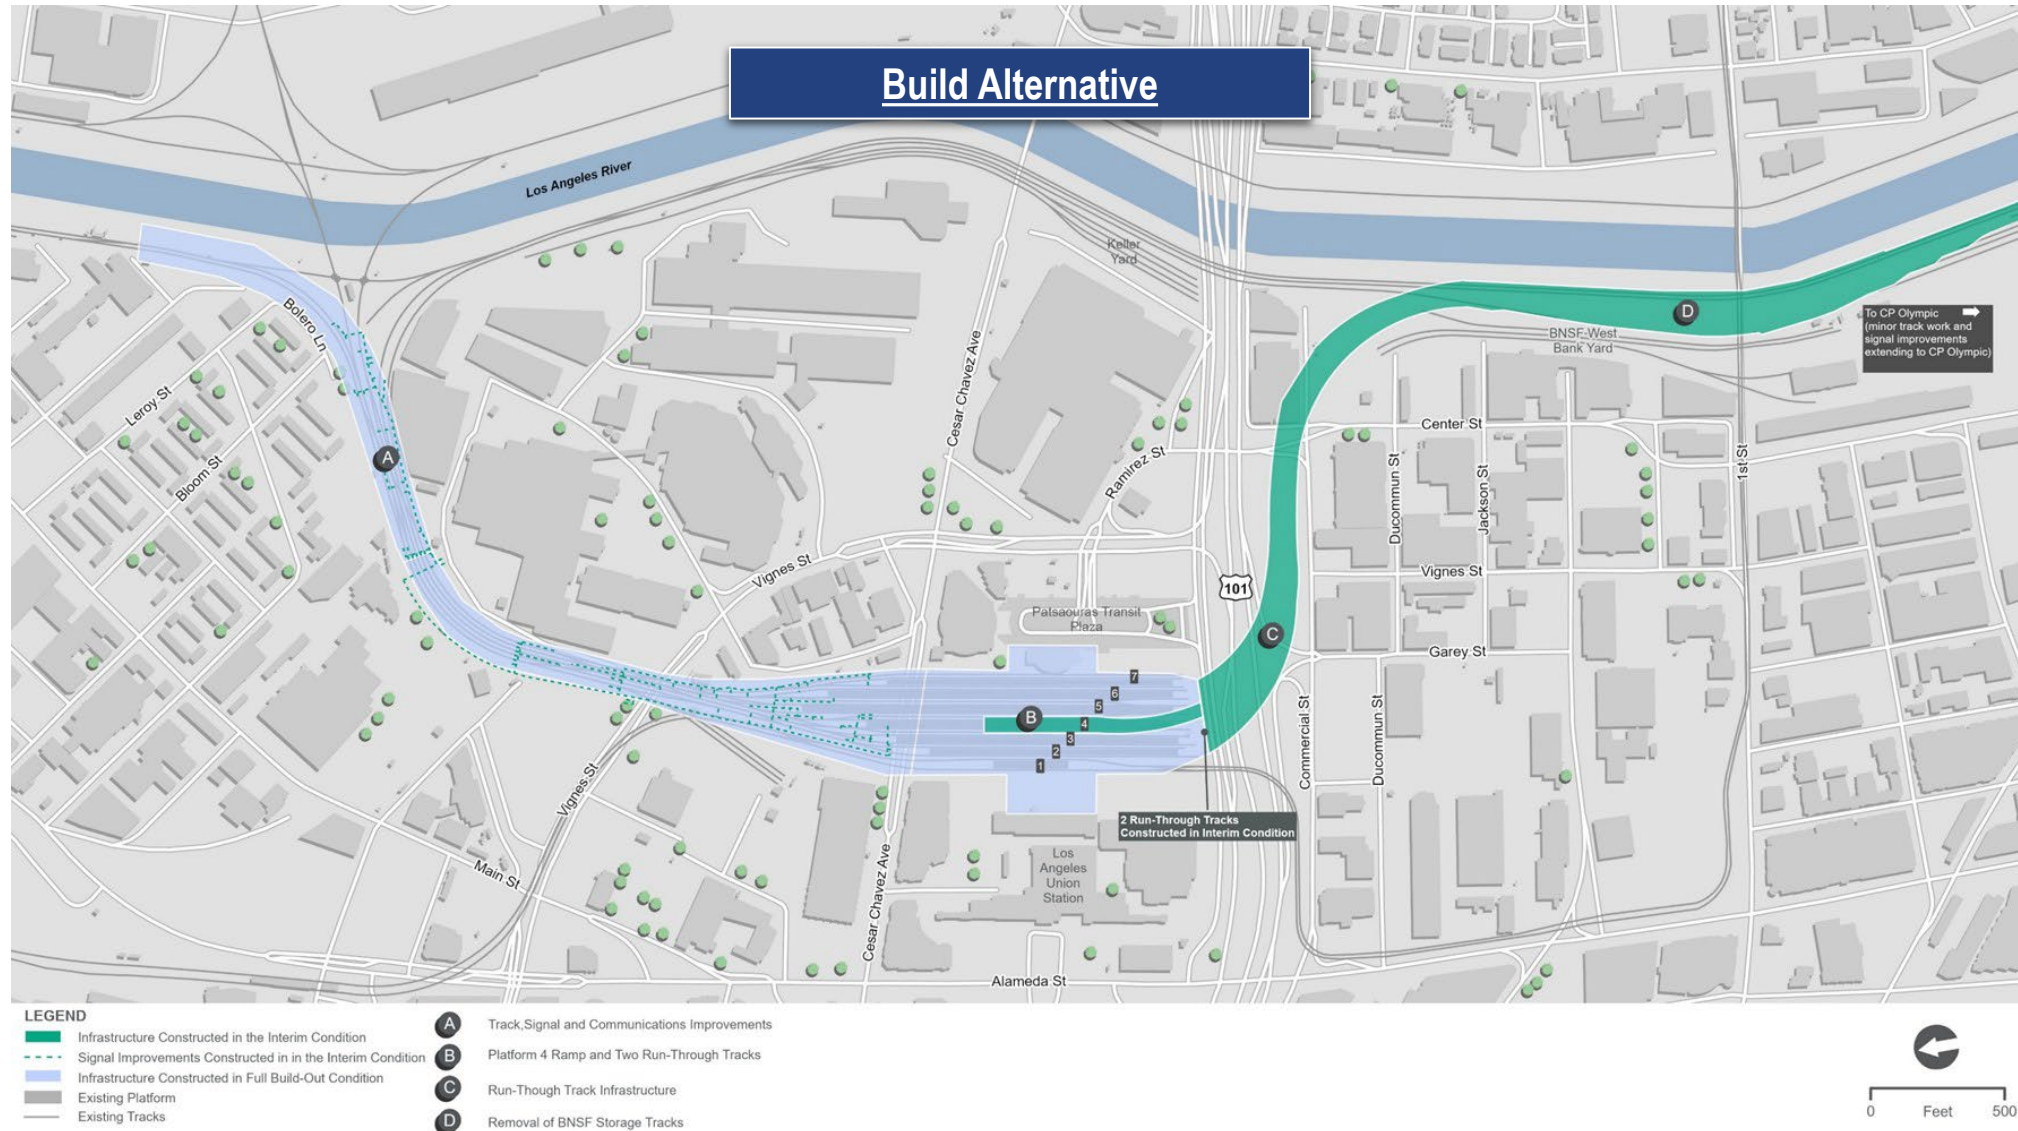 Build Alternative
Los Angeles River
Keller
Yard
Bolero Ln
Leroy St
Bloom St
Cesar Chavez Ave
Ramirez St
BNSF West
Bank Yard
D
To CP Olympic
(minor track work and
signal improvements
extending to CP Olympic)
Center St
Ducommun St
Jackson St
1st St
A
Vignes St
101
Vignes St
Patsaouras Transit
Plaza
C
Garey St
7
6
5
B
4
3
2
1
Commercial St
Ducommun St
Vignes St
2 Run-Through Tracks
Constructed in Interim Condition
Los
Angeles
Union
Station
Main St
Cesar Chavez Ave
Alameda St
LEGEND
Infrastructure Constructed in the Interim Condition
Signal Improvements Constructed in in the Interim Condition
Infrastructure Constructed in Full Build-Out Condition
Existing Platform
Existing Tracks
A Track,Signal and Communications Improvements
B Platform 4 Ramp and Two Run-Through Tracks
C Run-Though Track Infrastructure
D Removal of BNSF Storage Tracks
0 Feet 500